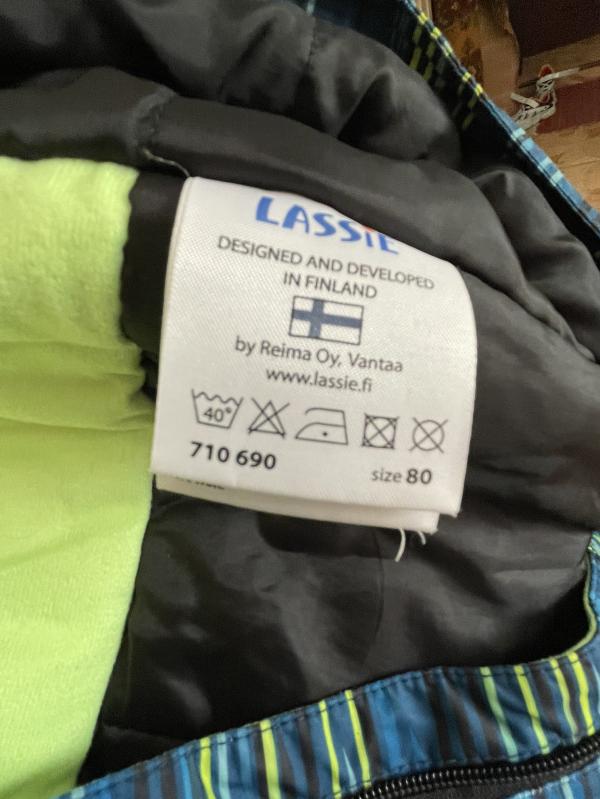 LASSIE
DESIGNED AND DEVELOPED
IN FINLAND
by Reima Oy, Vantaa
www.lassie.fi
40°
710 690
size 80